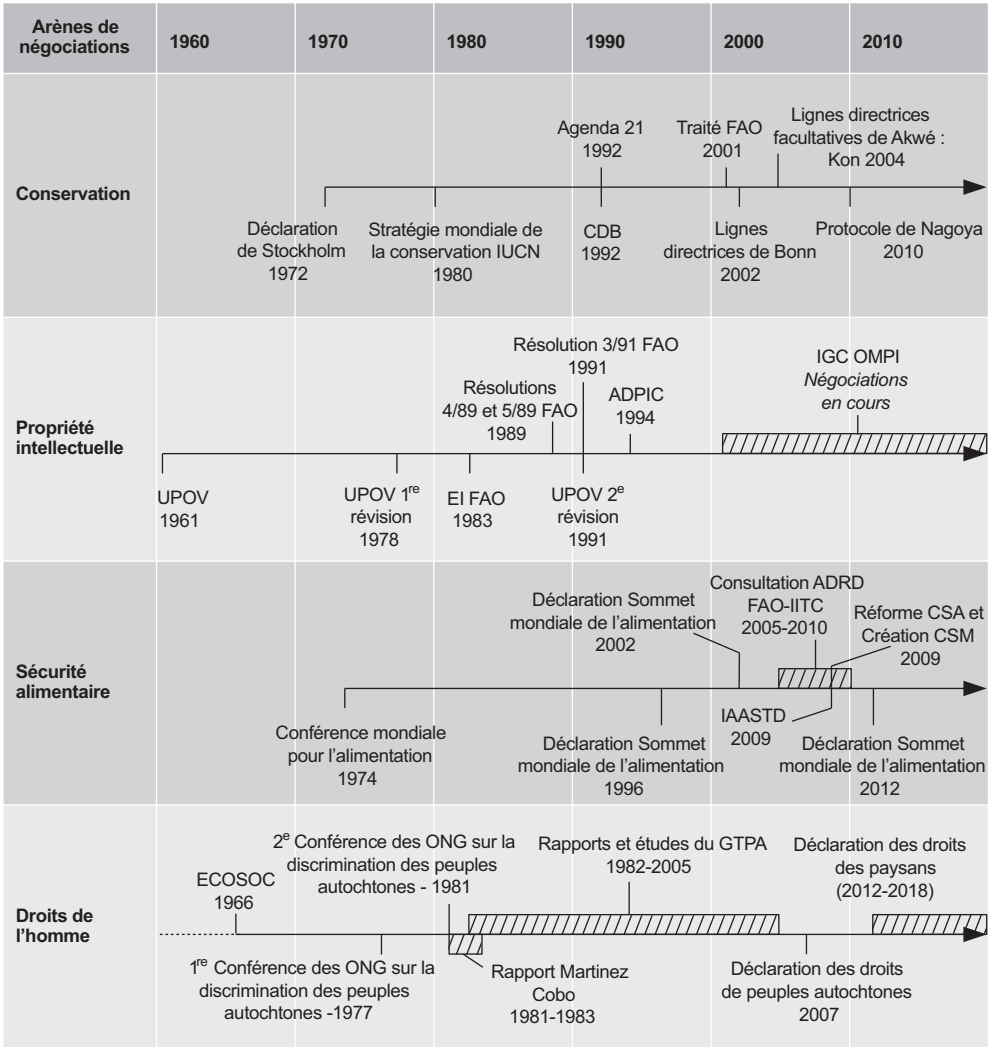 Arènes de
négociations
1960
1970
1980
1990
2000
2010
Conservation
Agenda 21
1992
Traité FAO
2001
Lignes directrices
facultatives de Akwé :
Kon 2004
Déclaration
de Stockholm
1972
Stratégie mondiale de
la conservation IUCN
1980
CDB
1992
Lignes
directrices de Bonn
2002
Protocole de Nagoya
2010
Propriété
intellectuelle
Résolution 3/91 FAO
1991
Résolutions
4/89 et 5/89 FAO
1989
ADPIC
1994
IGC OMPI
Négociations
en cours
UPOV
1961
UPOV 1re
révision
1978
EI FAO
1983
UPOV 2e
révision
1991
Sécurité
alimentaire
Déclaration Sommet
mondiale de l'alimentation
2002
Consultation ADRD
FAO-IITC
2005-2010
Réforme CSA et
Création CSM
2009
Conférence mondiale
pour l'alimentation
1974
Déclaration Sommet
mondiale de l'alimentation
1996
IAASTD
2009
Déclaration Sommet
mondiale de l'alimentation
2012
Droits de
l'homme
ECOSOC
1966
2e Conférence des ONG sur la
discrimination des peuples
autochtones - 1981
Rapports et études du GTPA
1982-2005
Déclaration des droits
des paysans
(2012-2018)
1re Conférence des ONG sur la
discrimination des peuples
autochtones -1977
Rapport Martinez
Cobo
1981-1983
Déclaration des droits
de peuples autochtones
2007